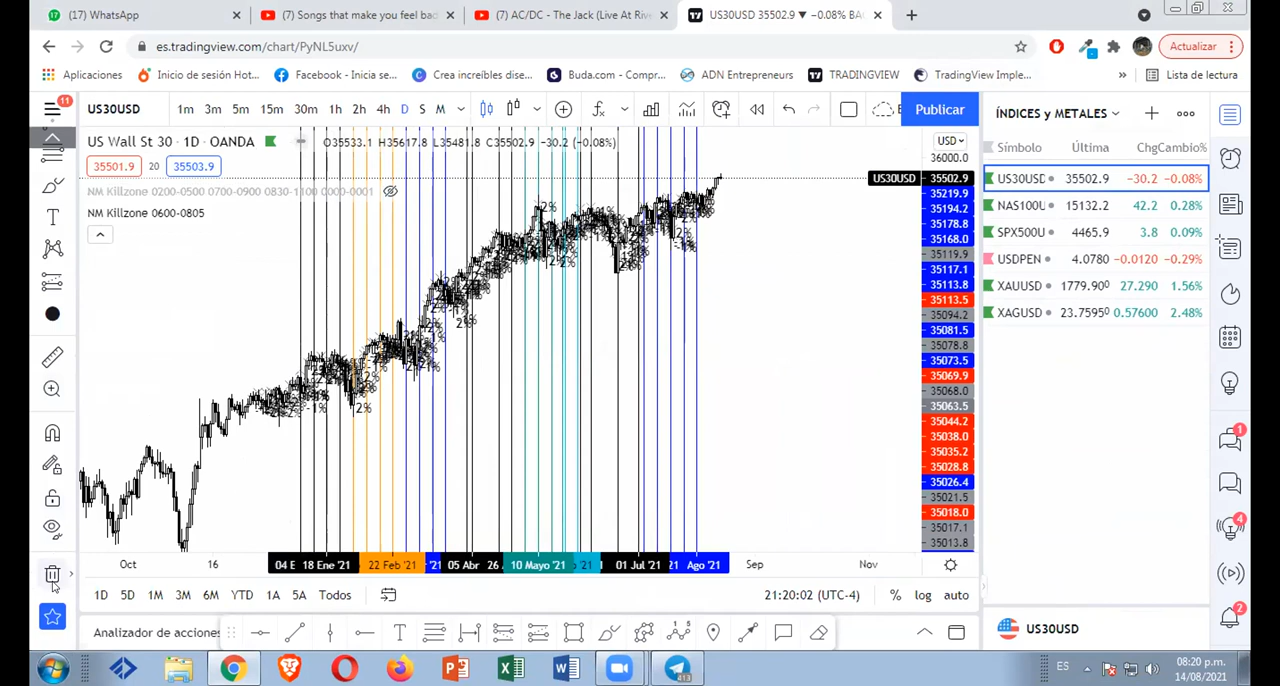 (17) WhatsApp
(7) Songs that make you feel bad
(7) AC/DC - The Jack (Live At Rive
US30USD 35502.9 ▼ −0.08% BA
es.tradingview.com/chart/PyNL5uxv/
Actualizar
Aplicaciones
Inicio de sesión Hot...
Facebook - Inicia se...
Crea increíbles dise...
Buda.com - Compr...
ADN Entrepreneurs
TRADINGVIEW
TradingView Imple...
»
Lista de lectura
11
US30USD
1m 3m 5m 15m 30m 1h 2h 4h D S M
Publicar
ÍNDICES y METALES
US Wall St 30 · 1D · OANDA
O35533.1 H35617.8 L35481.8 C35502.9 −30.2 (−0.08%)
USD
Símbolo Última Chg Cambio%
35501.9 20 35503.9
36000.0
NM Killzone 0200-0500 0700-0900 0830-1100 0000-0001
NM Killzone 0600-0805
US30USD 35502.9
35219.9
35194.2
35178.8
35168.0
35119.9
35117.1
35113.8
35113.5
35094.2
35081.5
35078.8
35073.5
35069.9
35068.0
35063.5
35044.2
35038.0
35035.2
35028.8
35026.4
35021.5
35018.0
35017.1
35013.8
US30USD 35502.9 −30.2 −0.08%
NAS100U 15132.2 42.2 0.28%
SPX500U 4465.9 3.8 0.09%
USDPEN 4.0780 −0.0120 −0.29%
XAUUSD 1779.900 27.290 1.56%
XAGUSD 23.75950 0.57600 2.48%
1
4
2
Oct 16 04 E 18 Ene '21 22 Feb '21 '21 05 Abr 26 10 Mayo '21 '21 01 Jul '21 21 Ago '21 Sep Nov
1D 5D 1M 3M 6M YTD 1A 5A Todos
21:20:02 (UTC-4)
% log auto
Analizador de acciones
US30USD
413
ES
08:20 p.m.
14/08/2021